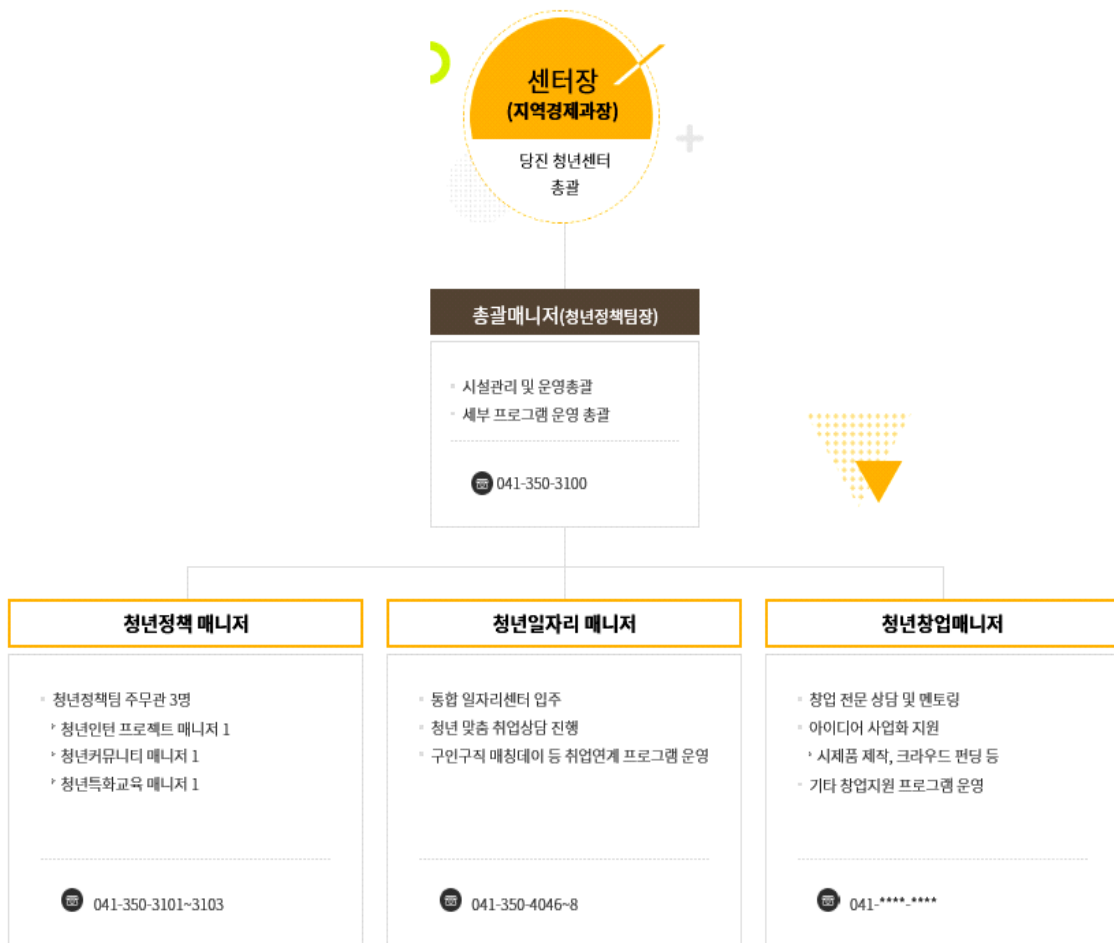 센터장
(지역경제과장)
당진 청년센터
총괄
총괄매니저(청년정책팀장)
시설관리 및 운영총괄
세부 프로그램 운영 총괄
041-350-3100
청년정책 매니저
청년정책팀 주무관 3명
청년인턴 프로젝트 매니저 1
청년커뮤니티 매니저 1
청년특화교육 매니저 1
041-350-3101~3103
청년일자리 매니저
통합 일자리센터 입주
청년 맞춤 취업상담 진행
구인구직 매칭데이 등 취업연계 프로그램 운영
041-350-4046~8
청년창업매니저
창업 전문 상담 및 멘토링
아이디어 사업화 지원
시제품 제작, 크라우드 펀딩 등
기타 창업지원 프로그램 운영
041-****-****